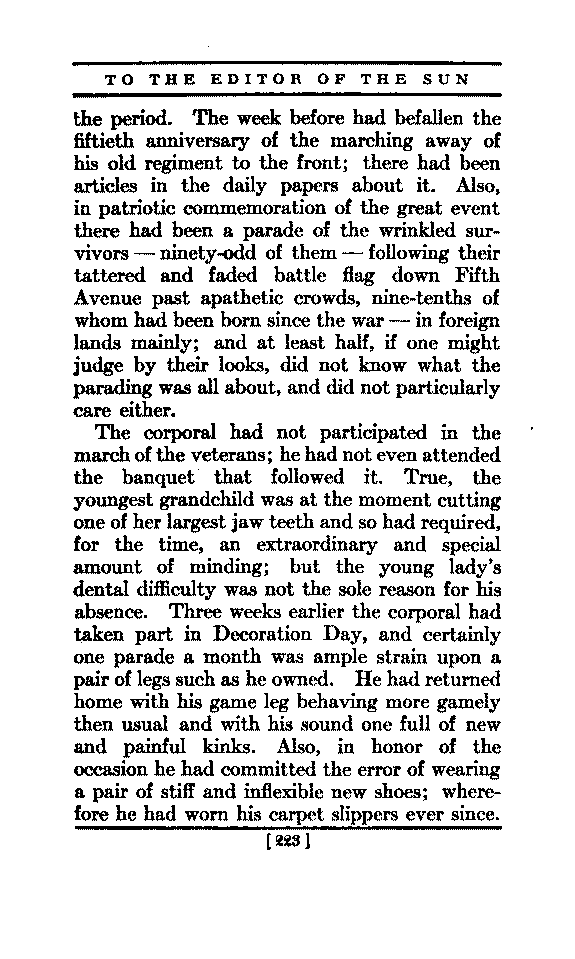 TO THE EDITOR OF THE SUN
the period. The week before had befallen the
fiftieth anniversary of the marching away of
his old regiment to the front; there had been
articles in the daily papers about it. Also,
in patriotic commemoration of the great event
there had been a parade of the wrinkled sur-
vivors — ninety-odd of them — following their
tattered and faded battle flag down Fifth
Avenue past apathetic crowds, nine-tenths of
whom had been born since the war — in foreign
lands mainly; and at least half, if one might
judge by their looks, did not know what the
parading was all about, and did not particularly
care either.
The corporal had not participated in the
march of the veterans; he had not even attended
the banquet that followed it. True, the
youngest grandchild was at the moment cutting
one of her largest jaw teeth and so had required,
for the time, an extraordinary and special
amount of minding; but the young lady's
dental difficulty was not the sole reason for his
absence. Three weeks earlier the corporal had
taken part in Decoration Day, and certainly
one parade a month was ample strain upon a
pair of legs such as he owned. He had returned
home with his game leg behaving more gamely
then usual and with his sound one full of new
and painful kinks. Also, in honor of the
occasion he had committed the error of wearing
a pair of stiff and inflexible new shoes; where-
fore he had worn his carpet slippers ever since.
[ 223 ]